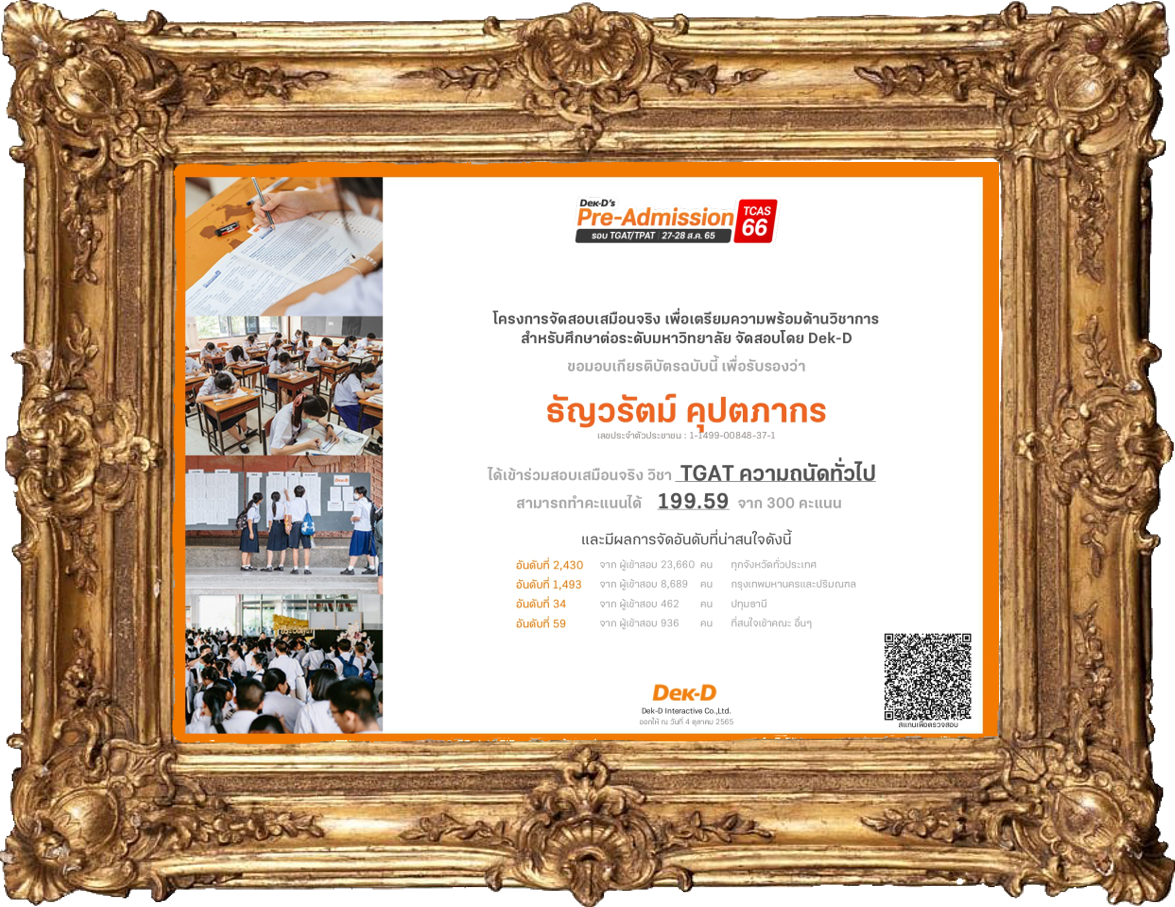 Dek-D's
Pre-Admission
รอบ TGAT/TPAT 27-28 ส.ค. 65
TCAS
66
โครงการจัดสอบเสมือนจริง เพื่อเตรียมความพร้อมด้านวิชาการ
สำหรับศึกษาต่อระดับมหาวิทยาลัย จัดสอบโดย Dek-D
ขอมอบเกียรติบัตรฉบับนี้ เพื่อรับรองว่า
ธัญวรัตม์ คุปตภากร
เลขประจำตัวประชาชน : 1-1499-00848-37-1
ได้เข้าร่วมสอบเสมือนจริง วิชา TGAT ความถนัดทั่วไป
สามารถทำคะแนนได้ 199.59 จาก 300 คะแนน
และมีผลการจัดอันดับที่น่าสนใจดังนี้
อันดับที่ 2,430 จาก ผู้เข้าสอบ 23,660 คน ทุกจังหวัดทั่วประเทศ
อันดับที่ 1,493 จาก ผู้เข้าสอบ 8,689 คน กรุงเทพมหานครและปริมณฑล
อันดับที่ 34 จาก ผู้เข้าสอบ 462 คน ปทุมธานี
อันดับที่ 59 จาก ผู้เข้าสอบ 936 คน ที่สนใจเข้าคณะ อื่นๆ
Dek-D
Dek-D Interactive Co.,Ltd.
ออกให้ ณ วันที่ 4 ตุลาคม 2565
สแกนเพื่อตรวจสอบ